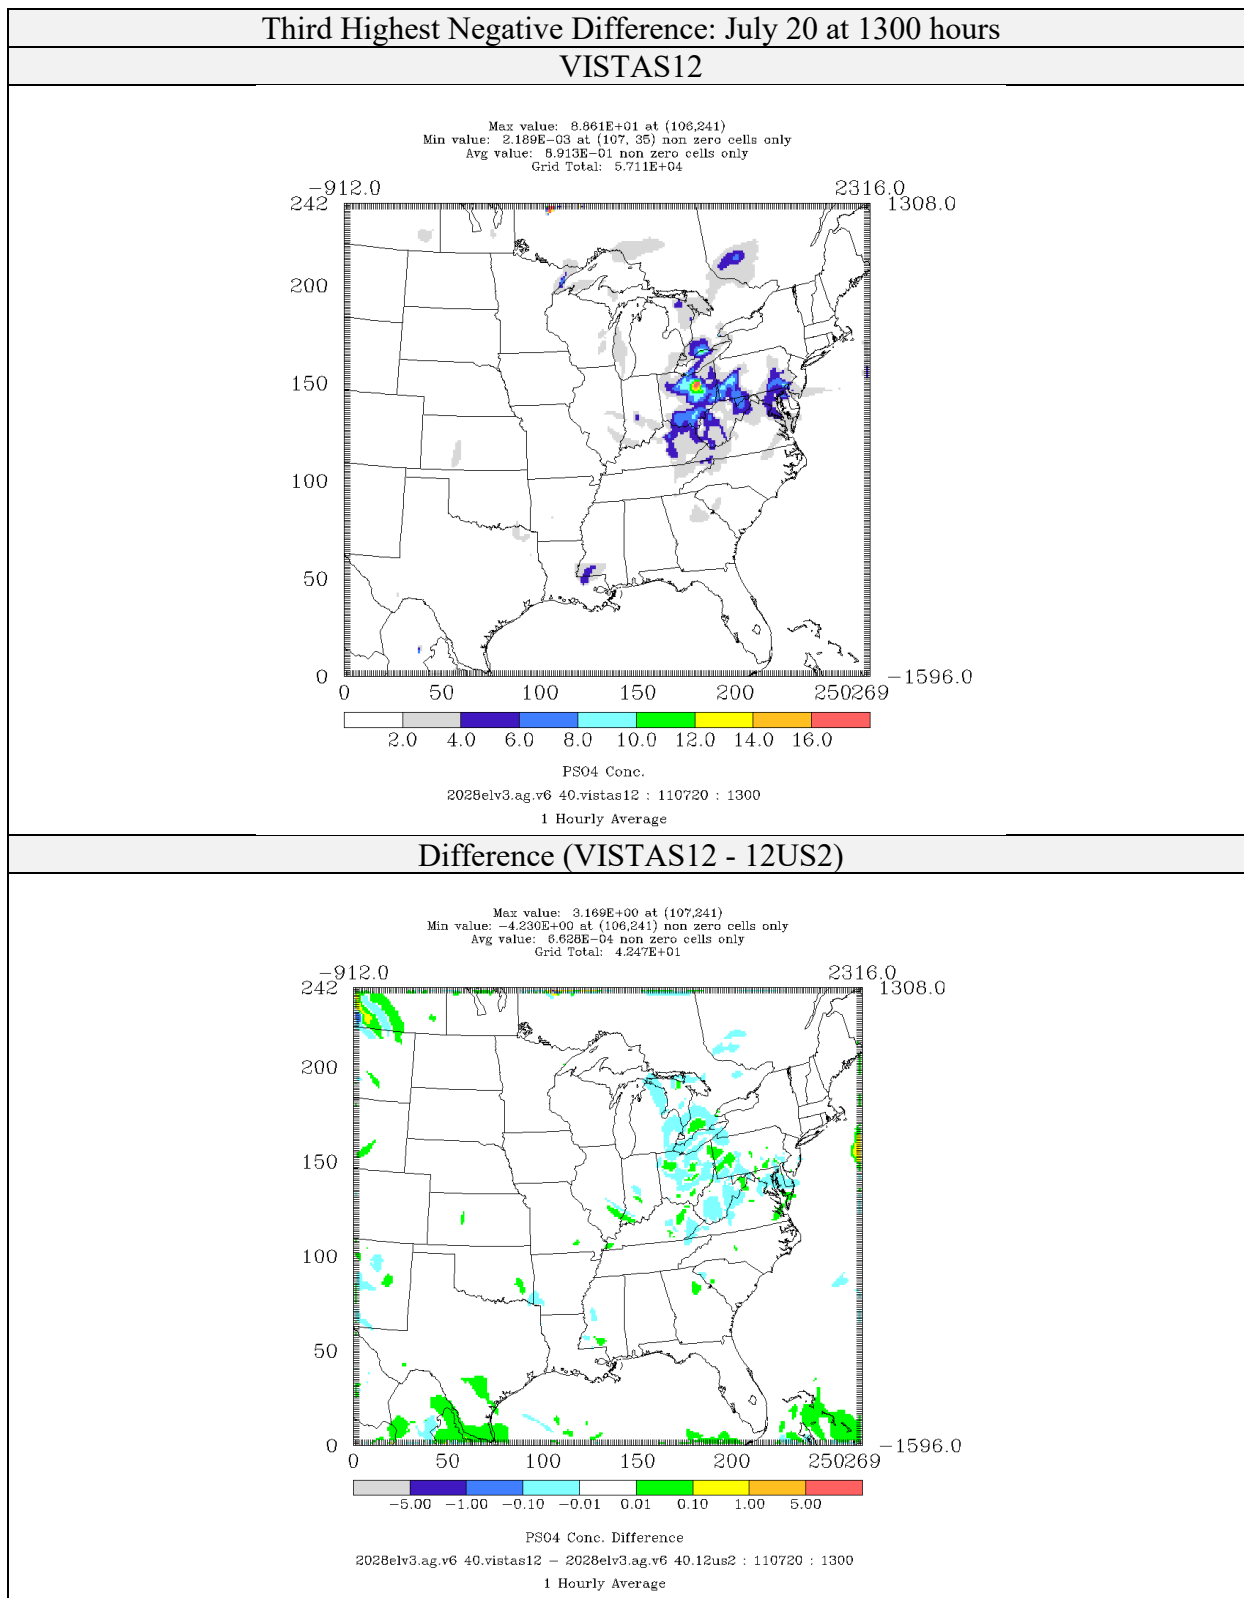 Third Highest Negative Difference: July 20 at 1300 hours
VISTAS12
Max value: 8.861E+01 at (106,241)
Min value: 2.189E-03 at (107, 35) non zero cells only
Avg value: 8.913E-01 non zero cells only
Grid Total: 5.711E+04
-912.0 2316.0
242 1308.0
200
150
100
50
0 -1596.0
0 50 100 150 200 250269
2.0 4.0 6.0 8.0 10.0 12.0 14.0 16.0
PSO4 Conc.
2028elv3.ag.v6 40.vistas12 : 110720 : 1300
1 Hourly Average
Difference (VISTAS12 - 12US2)
Max value: 3.169E+00 at (107,241)
Min value: -4.230E+00 at (106,241) non zero cells only
Avg value: 6.628E-04 non zero cells only
Grid Total: 4.247E+01
-912.0 2316.0
242 1308.0
200
150
100
50
0 -1596.0
0 50 100 150 200 250269
-5.00 -1.00 -0.10 -0.01 0.01 0.10 1.00 5.00
PSO4 Conc. Difference
2028elv3.ag.v6 40.vistas12 - 2028elv3.ag.v6 40.12us2 : 110720 : 1300
1 Hourly Average